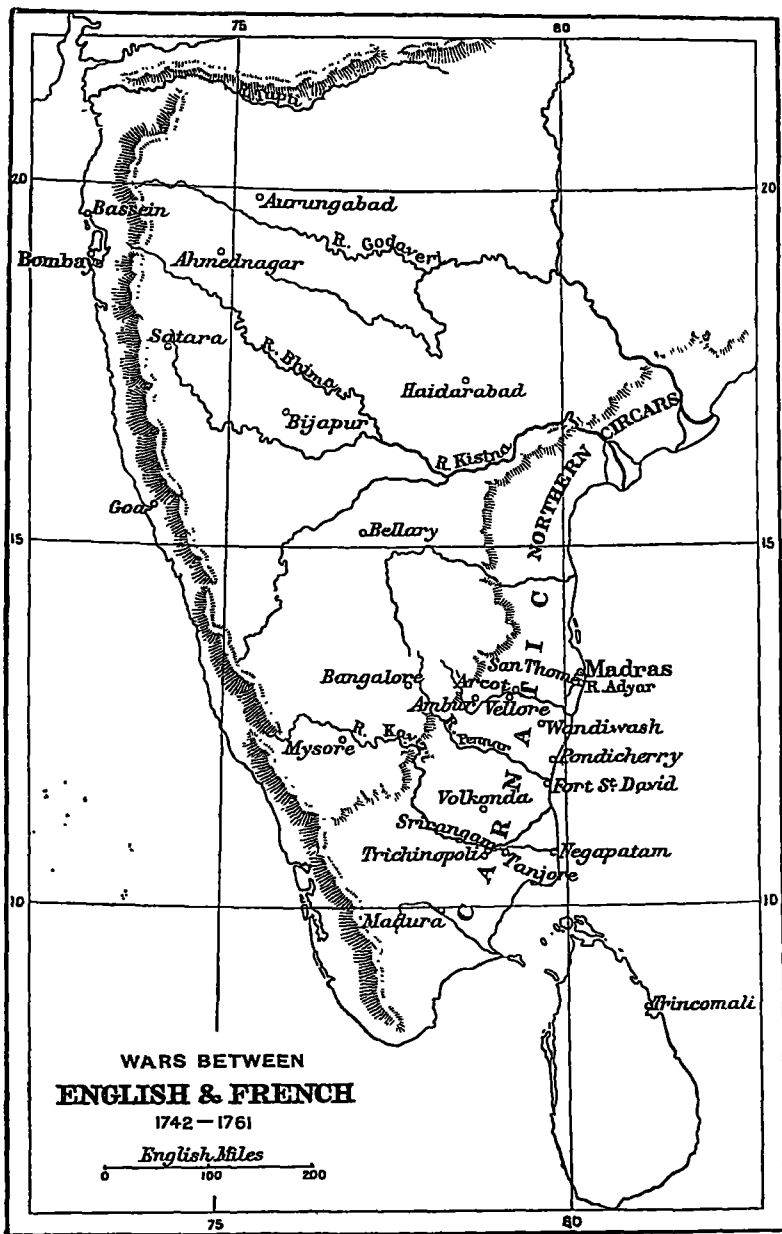 75
80
R. Tapti
20
20
Bassein
Aurungabad
R. Godaveri
Bombay
Ahmednagar
Satara
R. Bhima
Haidarabad
Bijapur
R. Kistna
NORTHERN CIRCARS
Goa
Bellary
15
15
CARNATIC
San Thomé
Madras
Bangalore
Arcot
R. Adyar
Ambur
Vellore
Wandiwash
Mysore
R. Kavari
R. Pennar
Pondicherry
Fort St. David
Volkonda
Srirangam
Trichinopoli
Tanjore
Negapatam
10
10
Madura
Trincomali
WARS BETWEEN
ENGLISH & FRENCH
1742–1761
English Miles
0 100 200
75
80